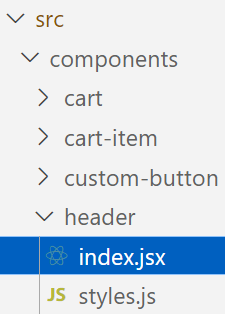 src
components
cart
cart-item
custom-button
header
index.jsx
JS styles.js